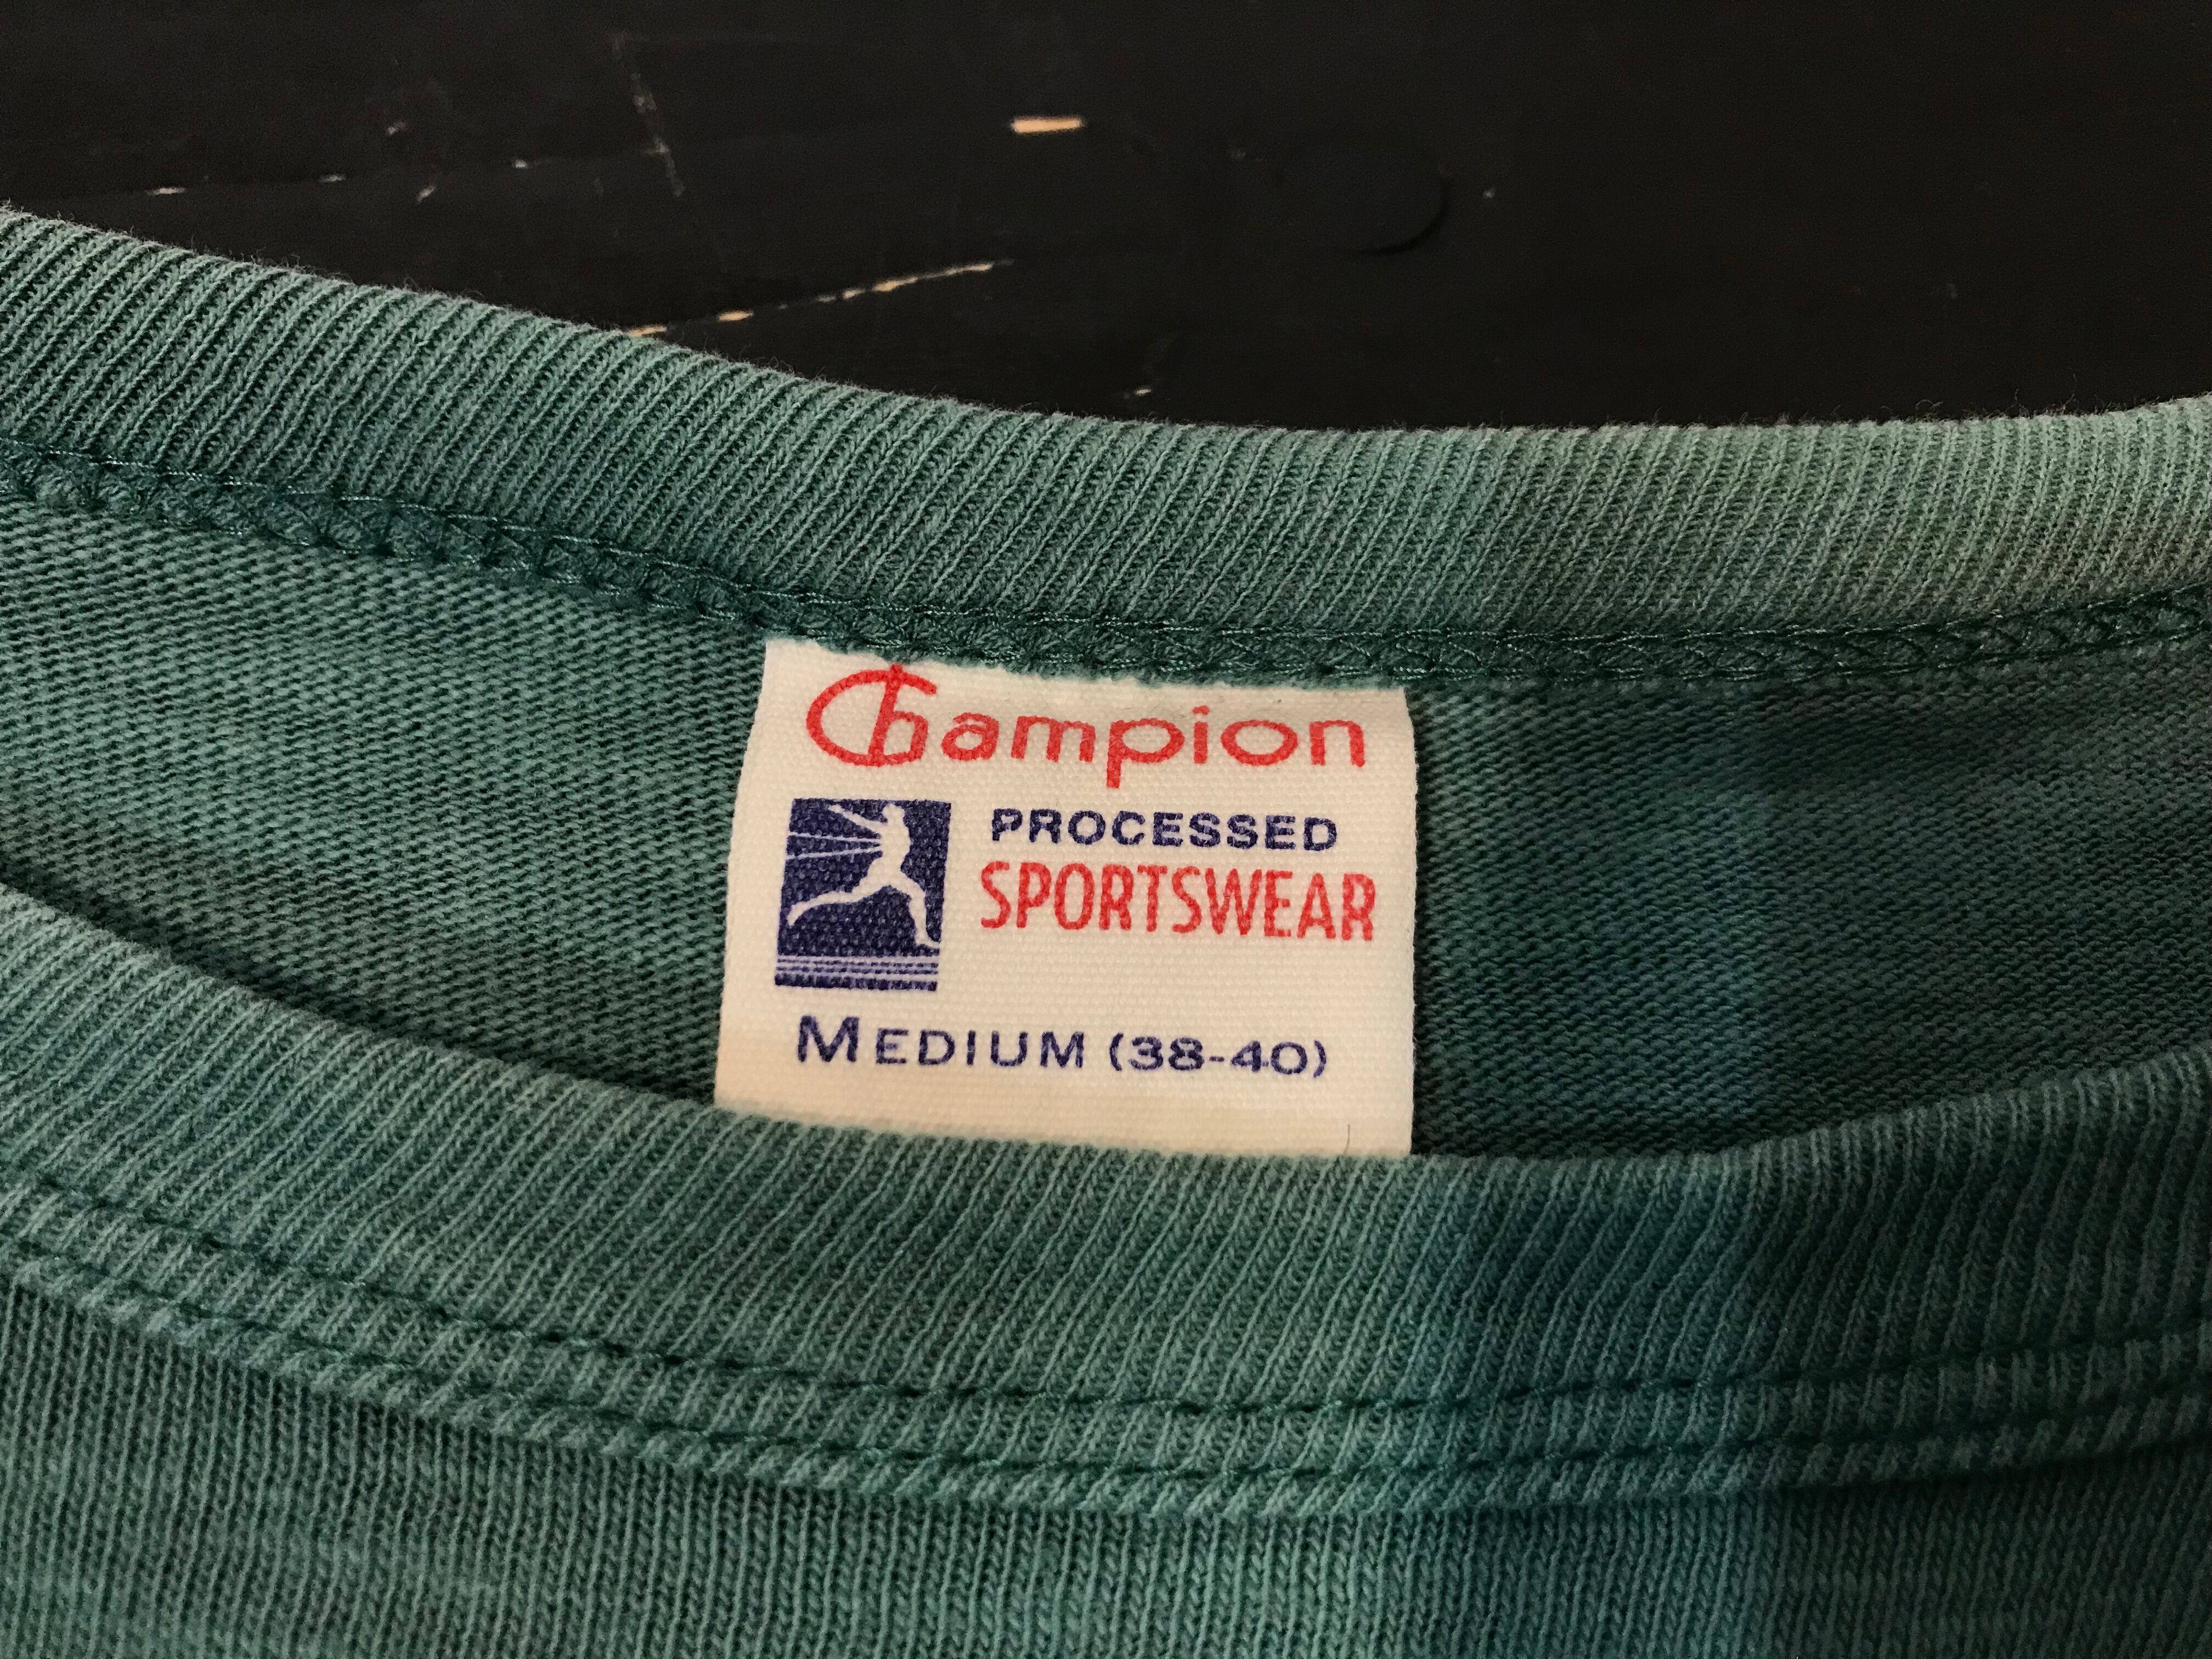 Champion
PROCESSED
SPORTSWEAR
MEDIUM (38-40)